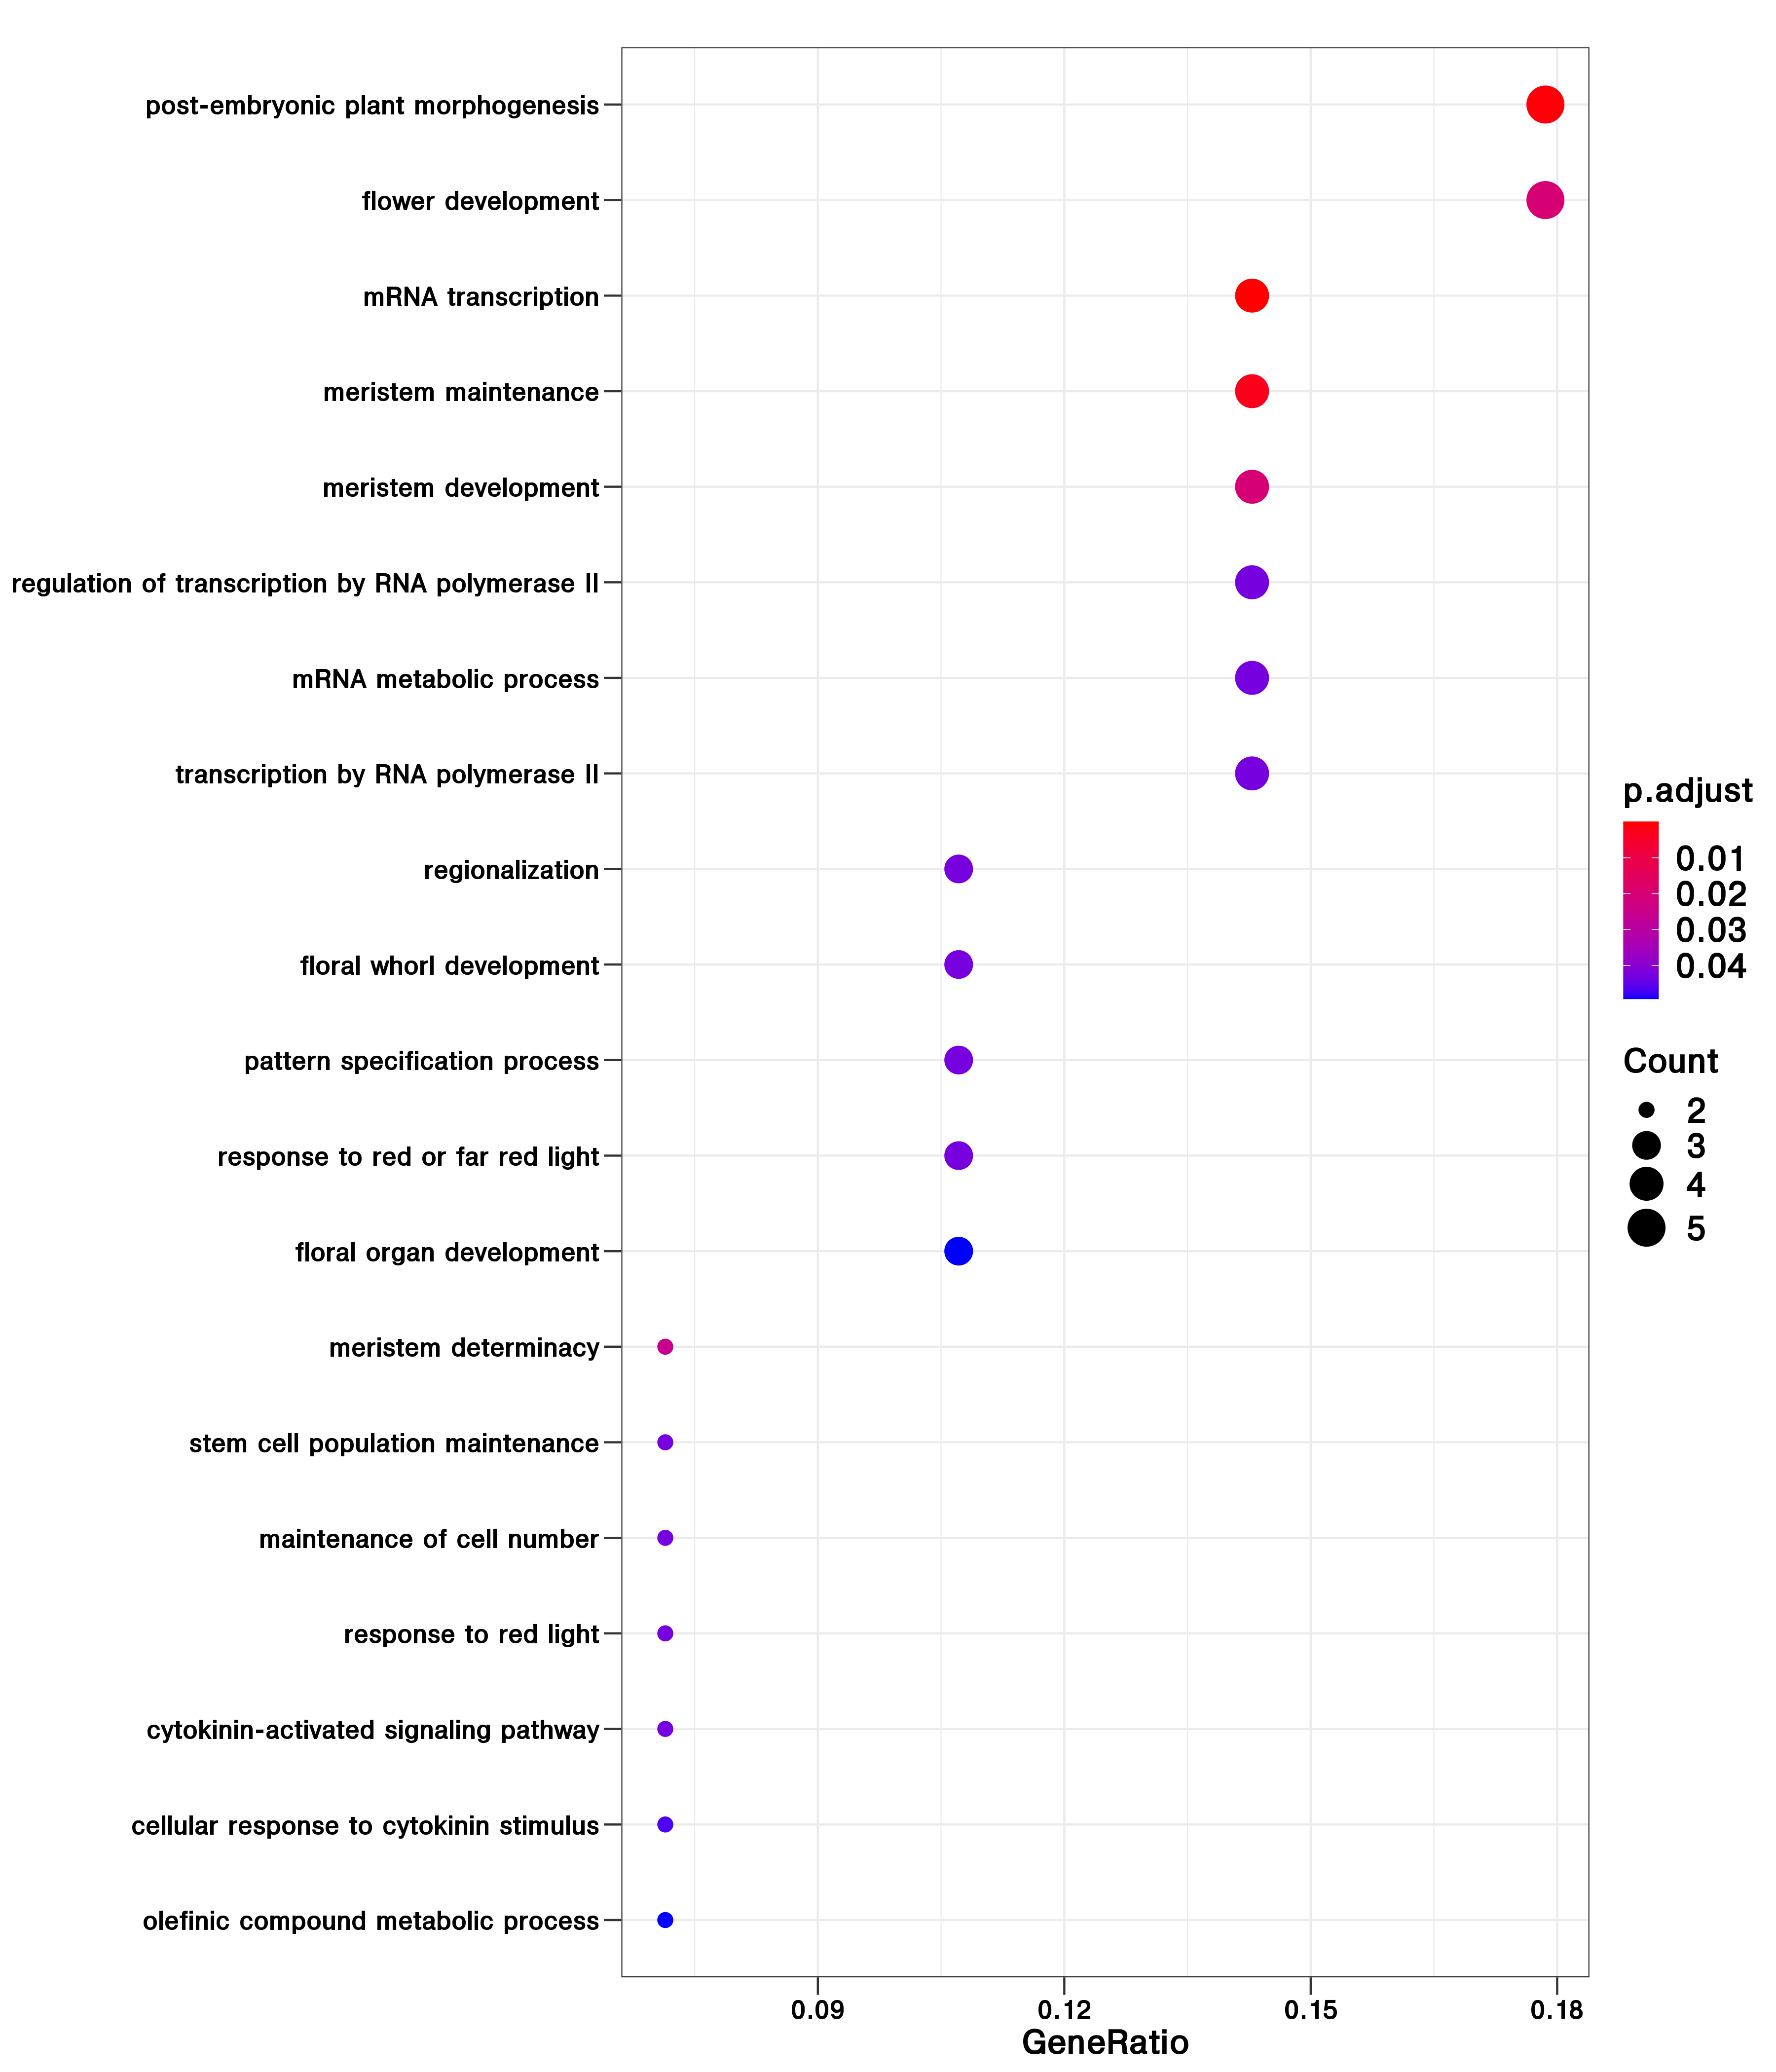 post-embryonic plant morphogenesis
flower development
mRNA transcription
meristem maintenance
meristem development
regulation of transcription by RNA polymerase II
mRNA metabolic process
transcription by RNA polymerase II
regionalization
floral whorl development
pattern specification process
response to red or far red light
floral organ development
meristem determinacy
stem cell population maintenance
maintenance of cell number
response to red light
cytokinin-activated signaling pathway
cellular response to cytokinin stimulus
olefinic compound metabolic process
0.09 0.12 0.15 0.18
GeneRatio
p.adjust
0.01
0.02
0.03
0.04
Count
2
3
4
5